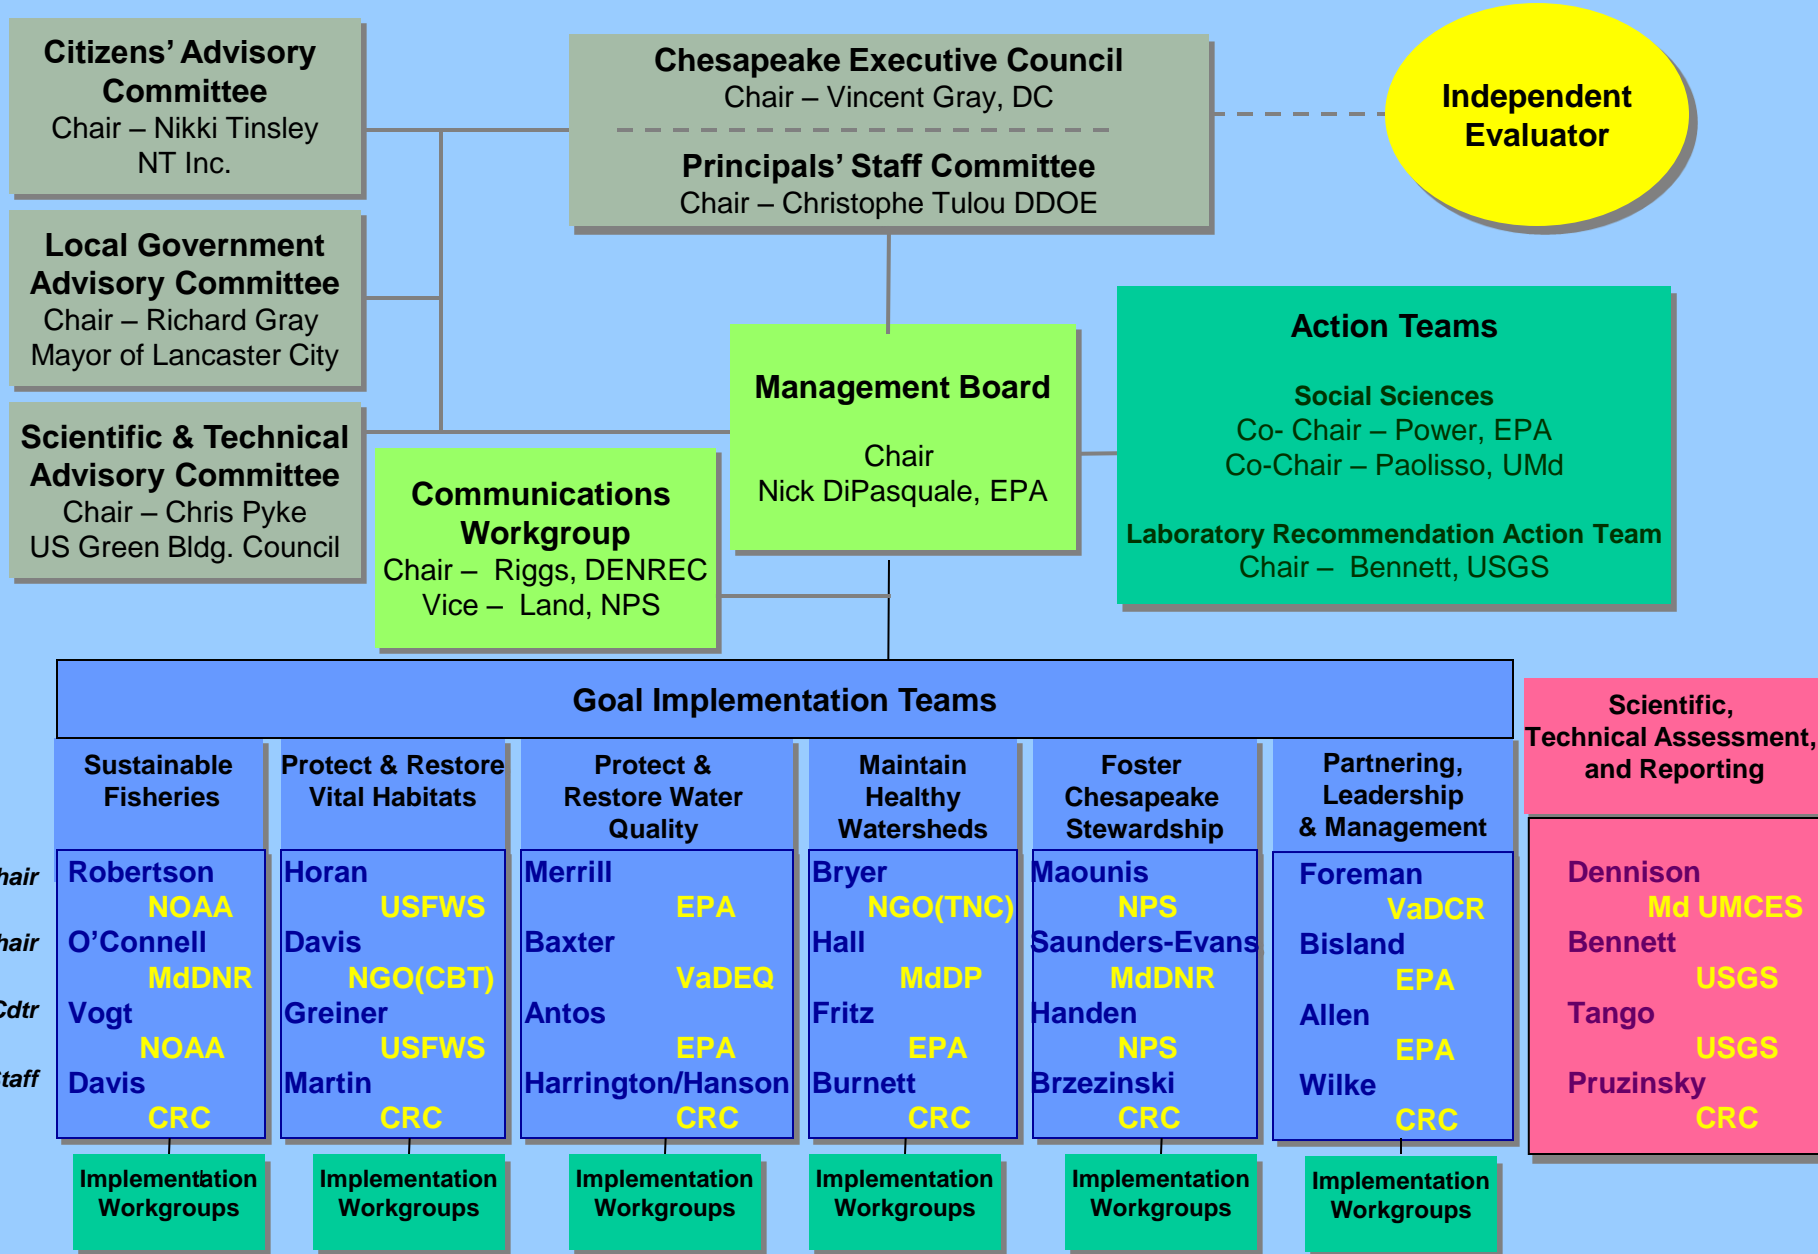 Citizens’ Advisory
Committee
Chair – Nikki Tinsley
NT Inc.
Chesapeake Executive Council
Chair – Vincent Gray, DC
Principals’ Staff Committee
Chair – Christophe Tulou DDOE
Independent
Evaluator
Local Government
Advisory Committee
Chair – Richard Gray
Mayor of Lancaster City
Scientific & Technical
Advisory Committee
Chair – Chris Pyke
US Green Bldg. Council
Management Board
Chair
Nick DiPasquale, EPA
Action Teams
Social Sciences
Co- Chair – Power, EPA
Co-Chair – Paolisso, UMd
Laboratory Recommendation Action Team
Chair – Bennett, USGS
Communications
Workgroup
Chair – Riggs, DENREC
Vice – Land, NPS
Goal Implementation Teams
Sustainable
Fisheries
Protect & Restore
Vital Habitats
Protect &
Restore Water
Quality
Maintain
Healthy
Watersheds
Foster
Chesapeake
Stewardship
Partnering,
Leadership
& Management
Scientific,
Technical Assessment,
and Reporting
hair
hair
Cdtr
Staff
Robertson
NOAA
O’Connell
MdDNR
Vogt
NOAA
Davis
CRC
Horan
USFWS
Davis
NGO(CBT)
Greiner
USFWS
Martin
CRC
Merrill
EPA
Baxter
VaDEQ
Antos
EPA
Harrington/Hanson
CRC
Bryer
NGO(TNC)
Hall
MdDP
Fritz
EPA
Burnett
CRC
Maounis
NPS
Saunders-Evans
MdDNR
Handen
NPS
Brzezinski
CRC
Foreman
VaDCR
Bisland
EPA
Allen
EPA
Wilke
CRC
Dennison
Md UMCES
Bennett
USGS
Tango
USGS
Pruzinsky
CRC
Implementation
Workgroups
Implementation
Workgroups
Implementation
Workgroups
Implementation
Workgroups
Implementation
Workgroups
Implementation
Workgroups